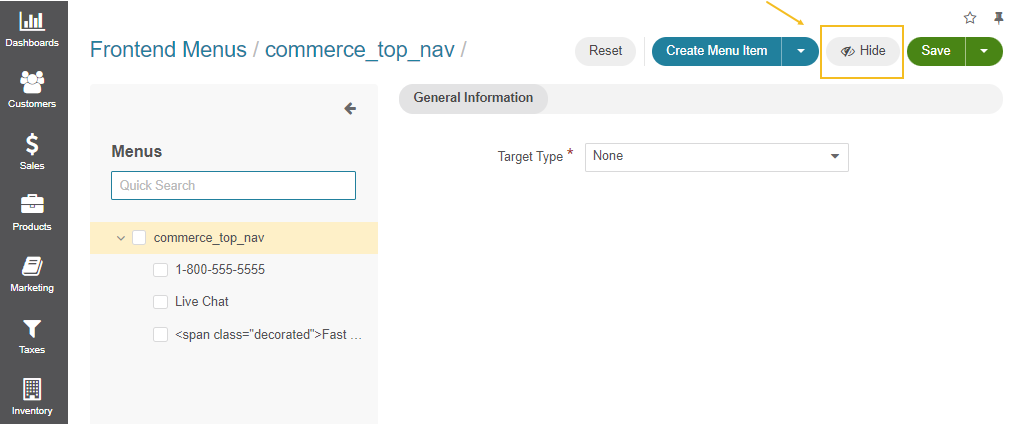 Dashboards
Customers
Sales
Products
Marketing
Taxes
Inventory
Frontend Menus / commerce_top_nav /
Reset
Create Menu Item
Hide
Save
Menus
Quick Search
commerce_top_nav
1-800-555-5555
Live Chat
<span class="decorated">Fast ...
General Information
Target Type *
None